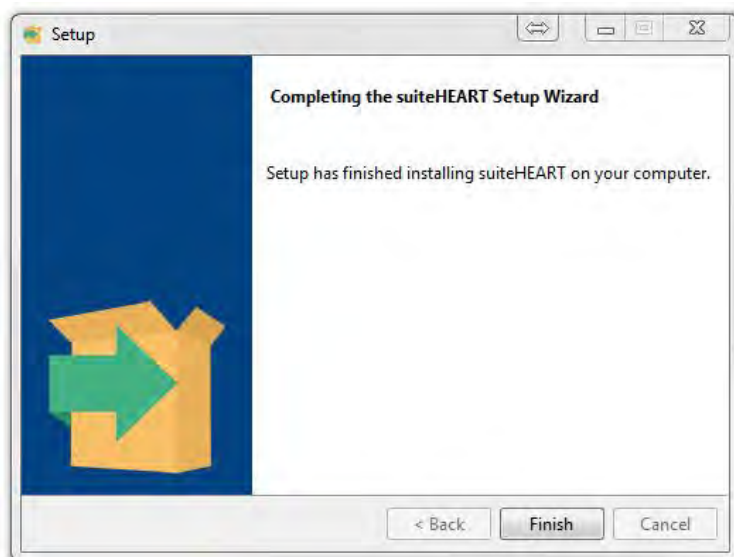 Setup
Completing the suiteHEART Setup Wizard
Setup has finished installing suiteHEART on your computer.
< Back
Finish
Cancel